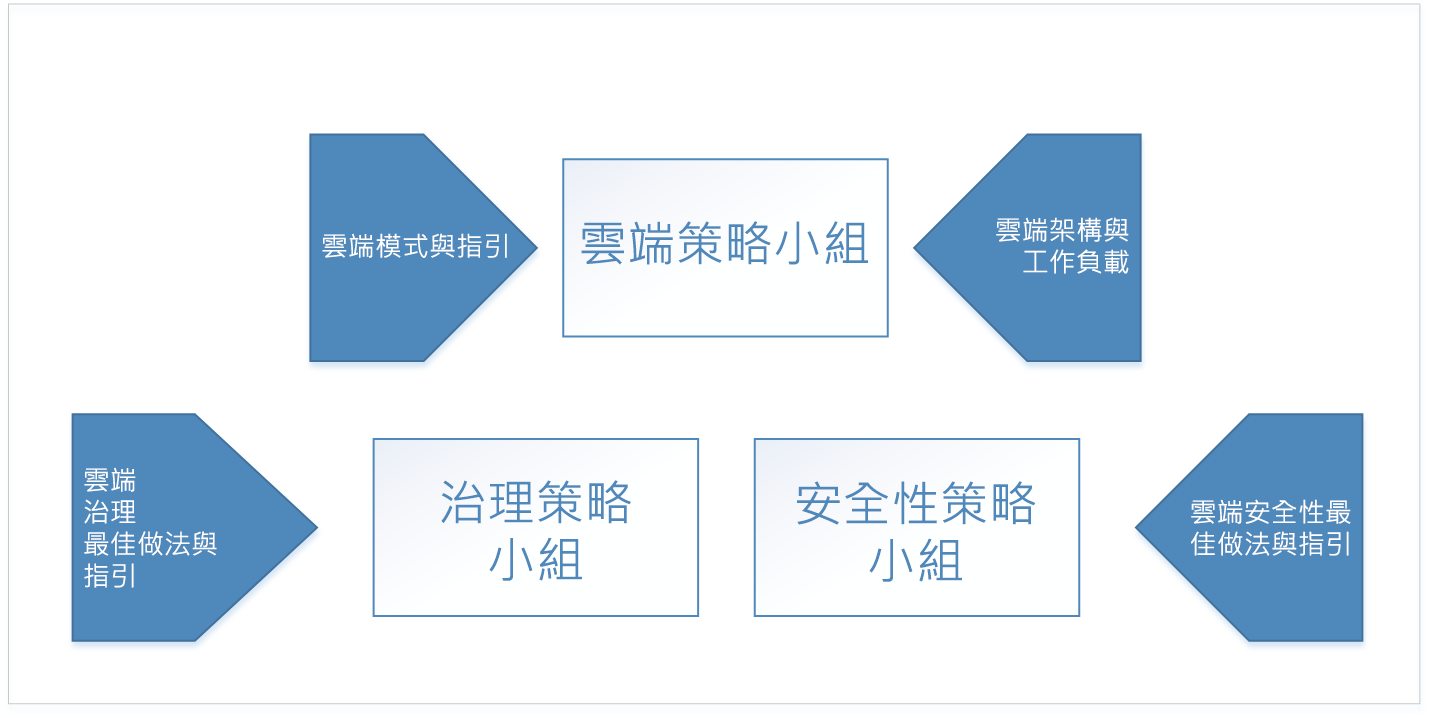 雲端模式與指引
雲端策略小組
雲端架構與
工作負載
雲端
治理
最佳做法與
指引
治理策略
小組
安全性策略
小組
雲端安全性最
佳做法與指引